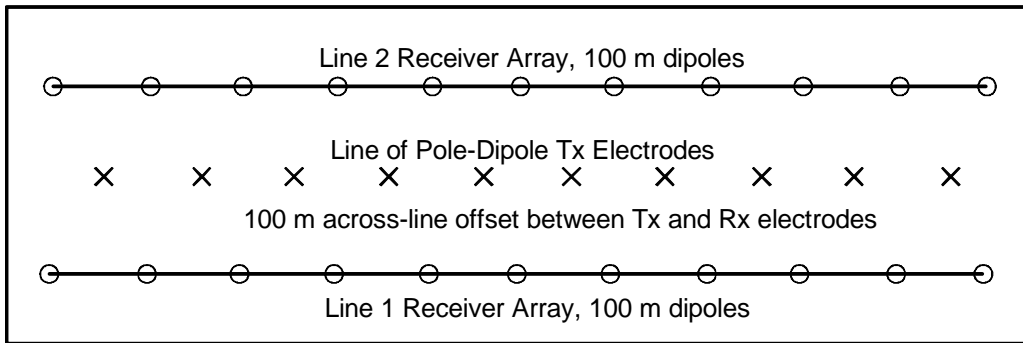 Line 2 Receiver Array, 100 m dipoles
Line of Pole-Dipole Tx Electrodes
100 m across-line offset between Tx and Rx electrodes
Line 1 Receiver Array, 100 m dipoles